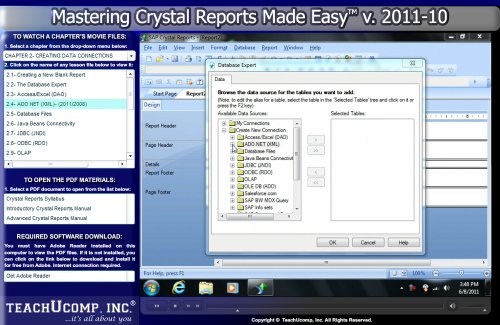 Mastering Crystal Reports Made Easy™ v. 2011-10
TO WATCH A CHAPTER'S MOVIE FILES:
1. Select a chapter from the drop-down menu below:
CHAPTER 2- CREATING DATA CONNECTIONS
2. Click on the name of any lesson file below to view it:
2.1- Creating a New Blank Report
2.2- The Database Expert
2.3- Access/Excel (DAO)
2.4- ADO.NET (XML)- (2011/2008)
2.5- Database Files
2.6- Java Beans Connectivity
2.7- JDBC (JNDI)
2.8- ODBC (RDO)
2.9- OLAP
TO OPEN THE PDF MATERIALS:
1. Select a PDF document to open from the list below:
Crystal Reports Syllabus
Introductory Crystal Reports Manual
Advanced Crystal Reports Manual
REQUIRED SOFTWARE DOWNLOAD:
You must have Adobe Reader installed on
this computer to view the PDF files. If it is not installed, you
can click on the link below to download and install it
for free from Adobe. Internet connection required.
Get Adobe Reader
TEACHUCOMP, INC.®
...it's all about you
SAP Crystal Reports - [Report2]
File Edit View Insert Format Database Report Window Help
Start Page
Report2
Design
Report Header
Page Header
Details
Report Footer
Page Footer
Database Expert
Data
Browse the data source for the tables you want to add.
(Note: to edit the alias for a table, select the table in the 'Selected Tables' tree and click on it or
press the F2 key)
Available Data Sources:
Selected Tables:
My Connections
Create New Connection
Access/Excel (DAO)
ADO.NET (XML)
Database Files
Java Beans Connectivit
JDBC (JNDI)
ODBC (RDO)
OLAP
OLE DB (ADO)
Salesforce.com
SAP BW MDX Query
SAP Info sets
OK
Cancel
Help
For Help, press F1
100%
3:48 PM
6/8/2011
Copyright © TeachUcomp, Inc. All Rights Reserved.